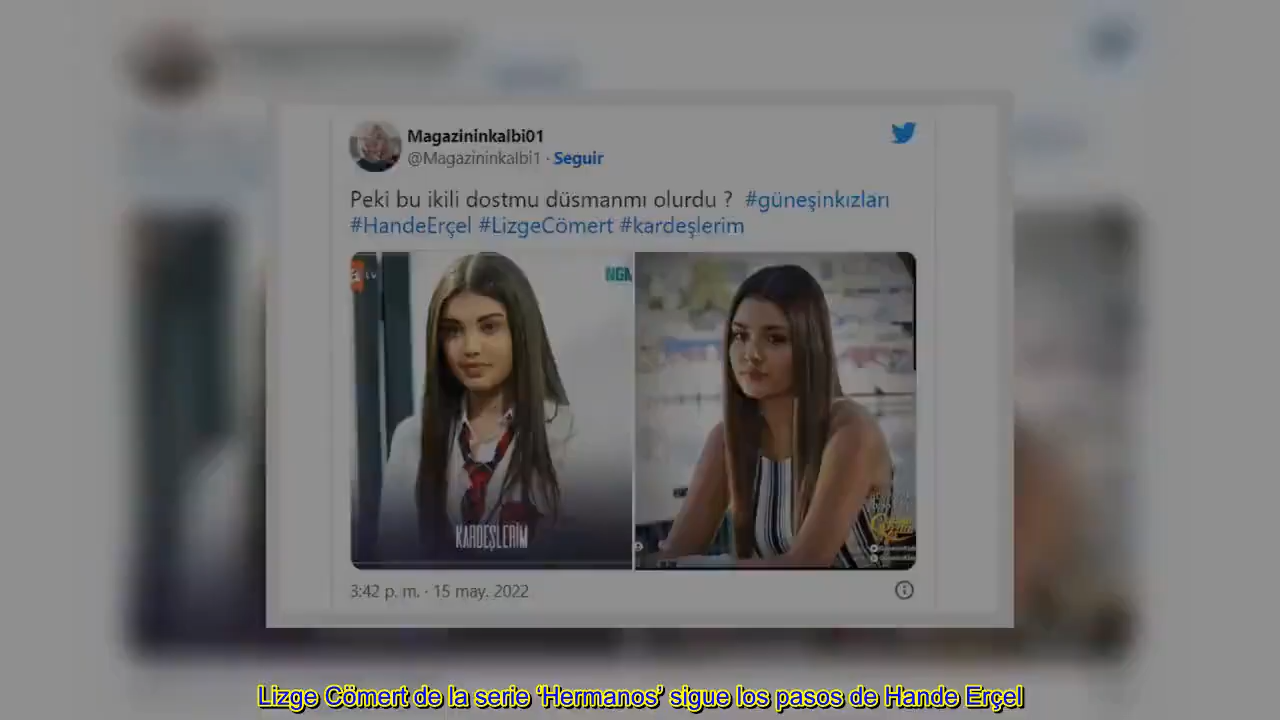 Magazininkalbi01
@Magazininkalbi1 · Seguir
Peki bu ikili dostmu düsmanmı olurdu ? #güneşinkızları
#HandeErçel #LizgeCömert #kardeşlerim
tv
KARDEŞLERİM
3:42 p. m. · 15 may. 2022
Lizge Cömert de la serie ‘Hermanos’ sigue los pasos de Hande Erçel